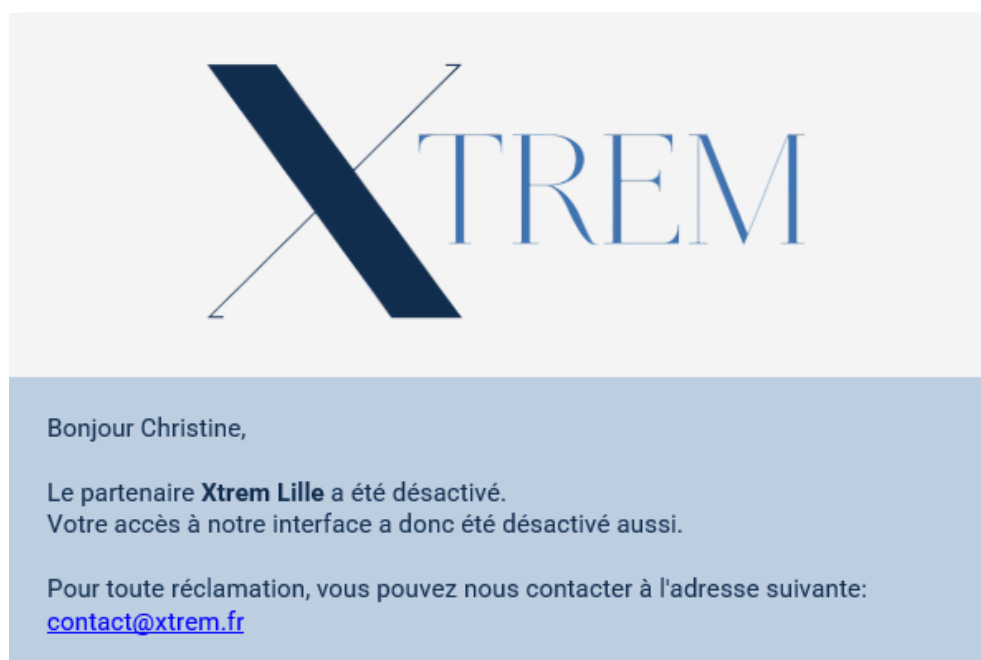 XTREM
Bonjour Christine,
Le partenaire Xtrem Lille a été désactivé.
Votre accès à notre interface a donc été désactivé aussi.
Pour toute réclamation, vous pouvez nous contacter à l'adresse suivante:
contact@xtrem.fr